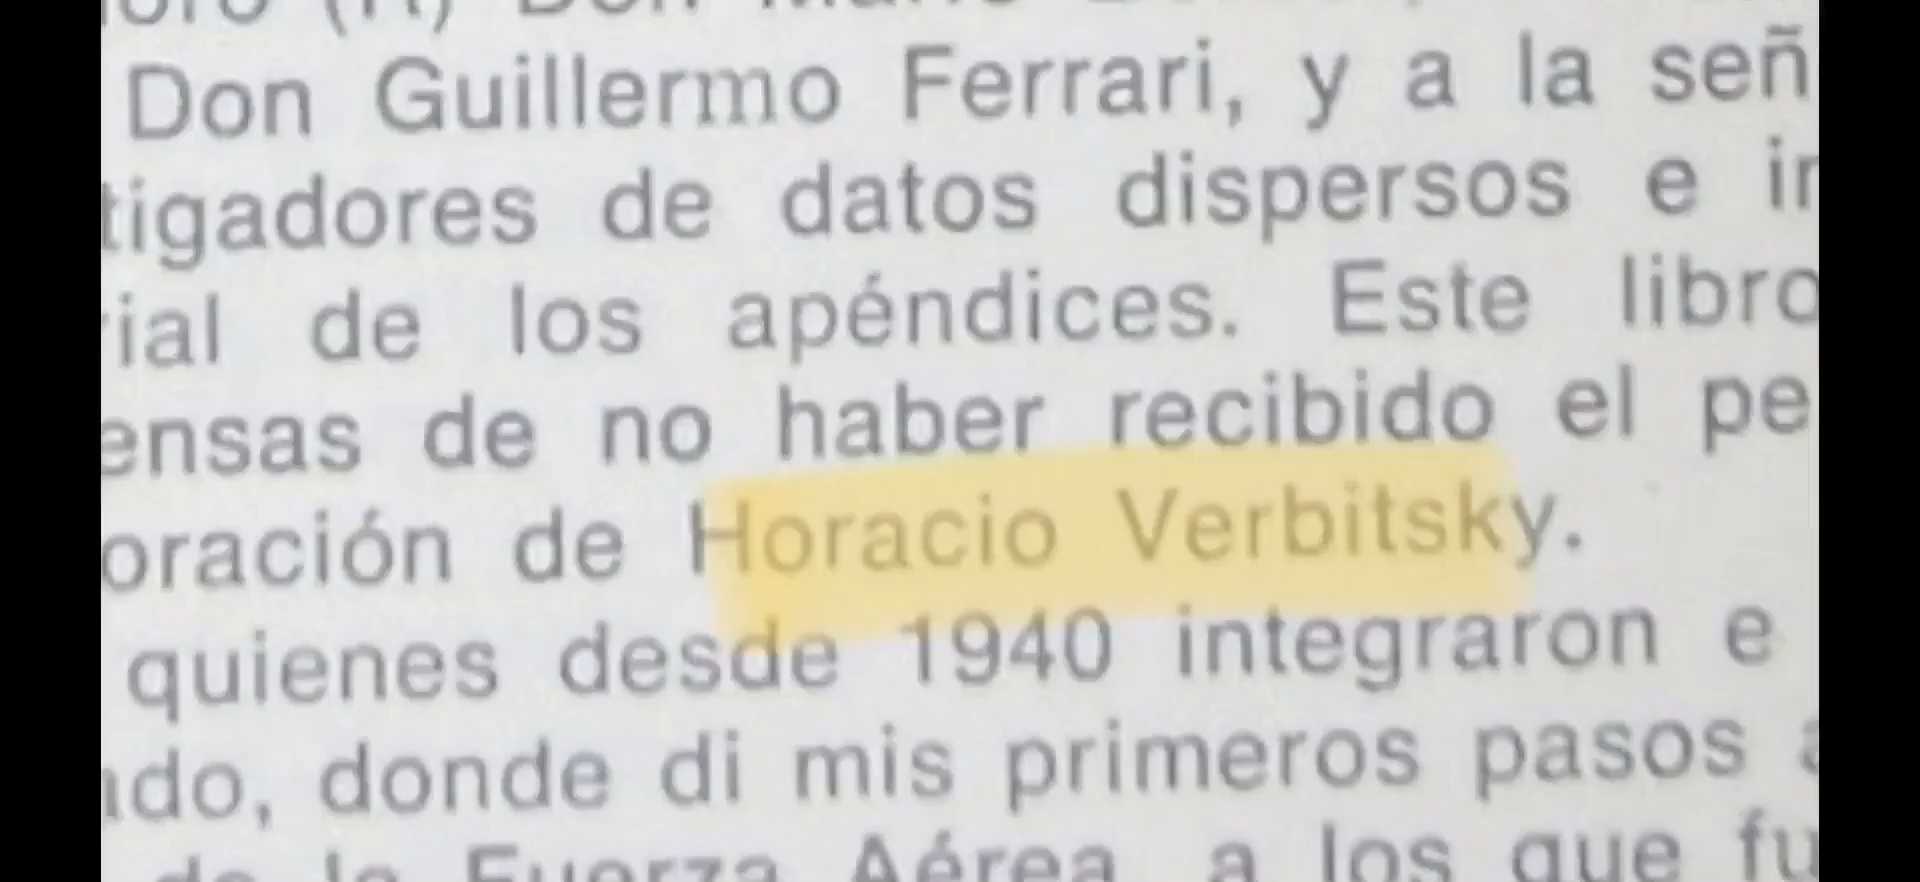 Don Guillermo Ferrari, y a la señ
tigadores de datos dispersos e in
rial de los apéndices. Este libro
ensas de no haber recibido el pe
oración de Horacio Verbitsky.
quienes desde 1940 integraron e
do, donde di mis primeros pasos a
de la Fuerza Aérea, a los que fu